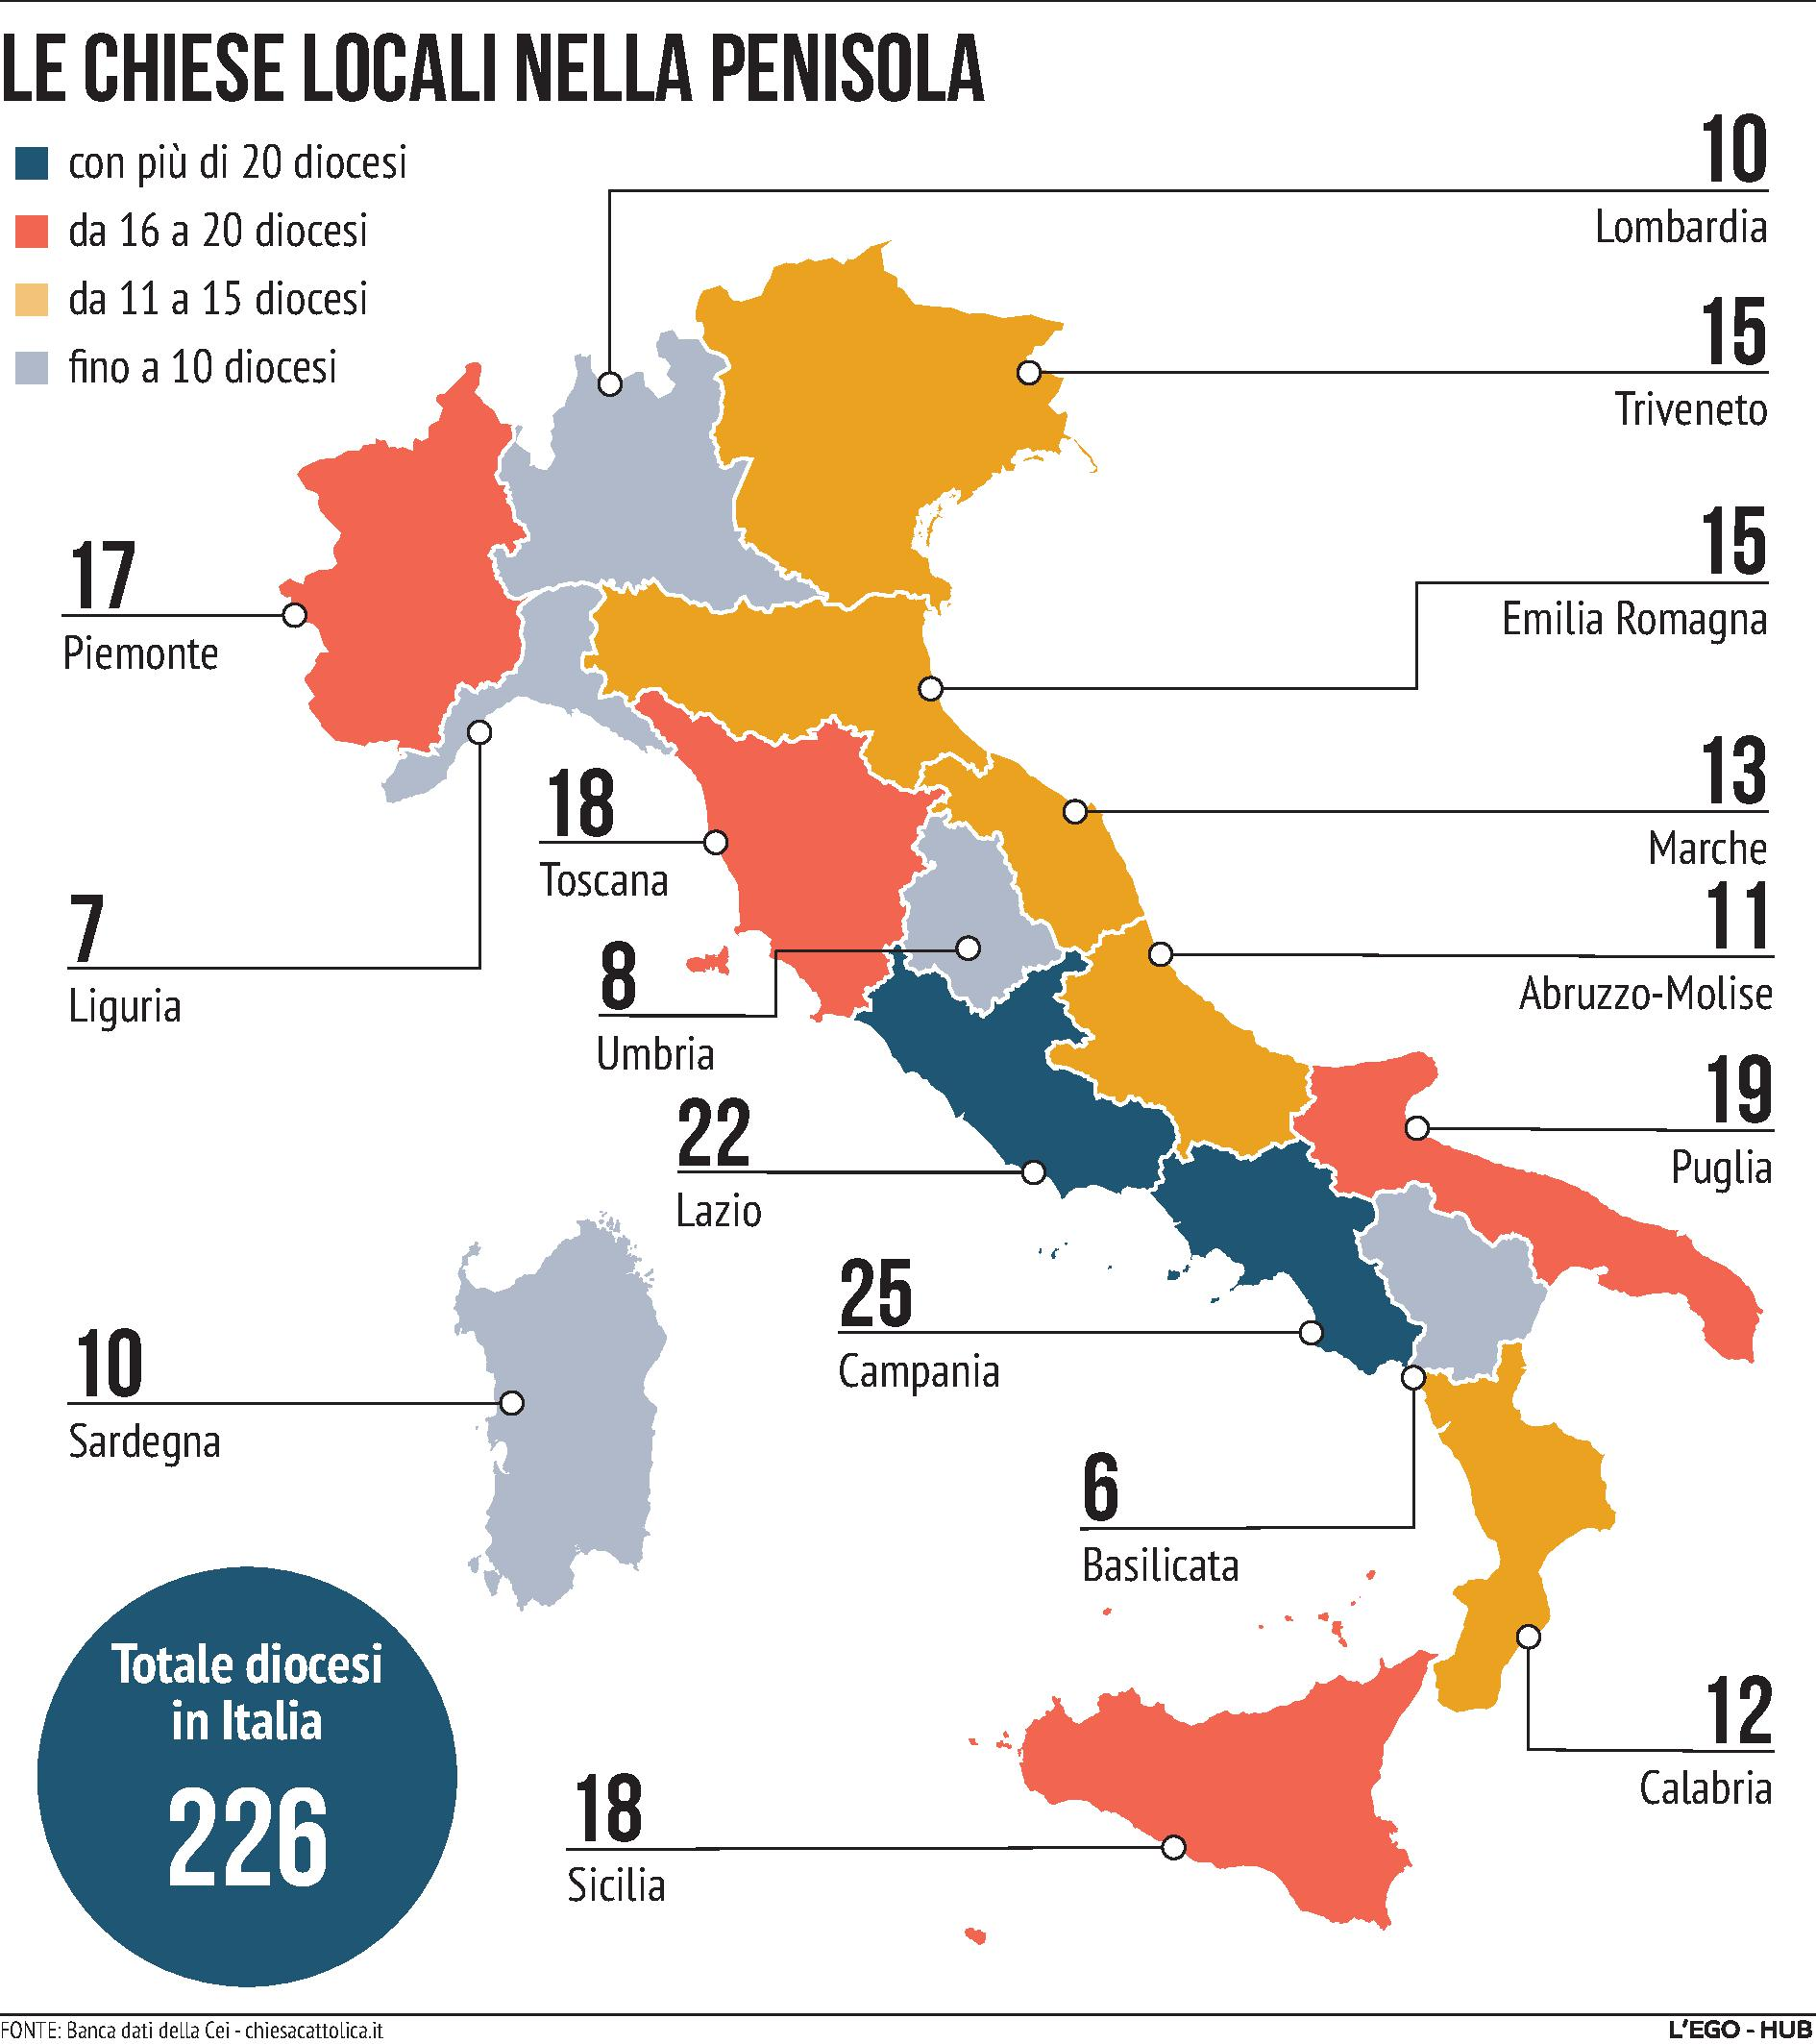 LE CHIESE LOCALI NELLA PENISOLA
con più di 20 diocesi
da 16 a 20 diocesi
da 11 a 15 diocesi
fino a 10 diocesi
10
Lombardia
15
Triveneto
15
Emilia Romagna
17
Piemonte
13
Marche
18
Toscana
11
Abruzzo-Molise
7
Liguria
8
Umbria
19
Puglia
22
Lazio
25
Campania
10
Sardegna
6
Basilicata
12
Calabria
18
Sicilia
Totale diocesi
in Italia
226
FONTE: Banca dati della Cei - chiesacattolica.it
L'EGO - HUB